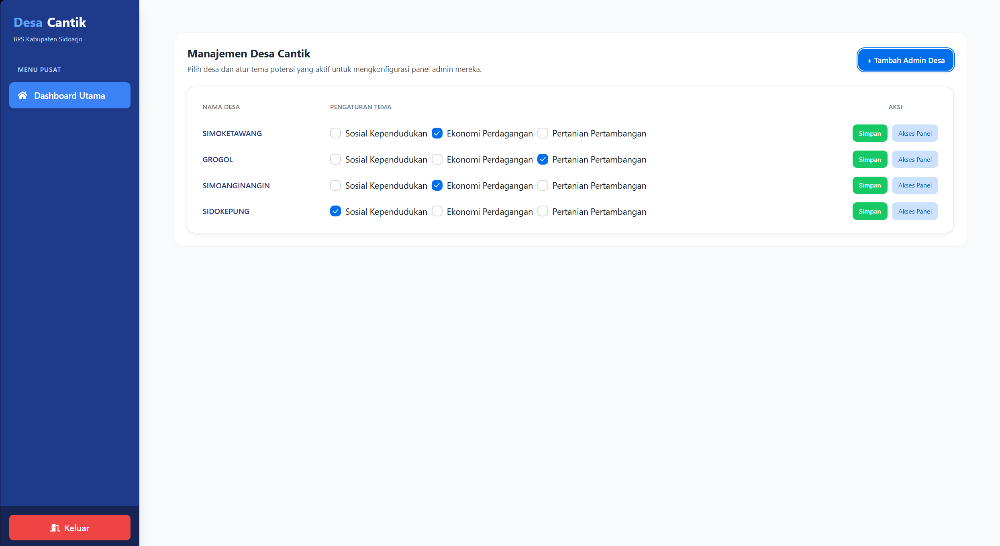 Desa Cantik
BPS Kabupaten Sidoarjo
MENU PUSAT
Dashboard Utama
Keluar
Manajemen Desa Cantik
Pilih desa dan atur tema potensi yang aktif untuk mengkonfigurasi panel admin mereka.
+ Tambah Admin Desa
NAMA DESA PENGATURAN TEMA AKSI
SIMOKETAWANG Sosial Kependudukan Ekonomi Perdagangan Pertanian Pertambangan Simpan Akses Panel
GROGOL Sosial Kependudukan Ekonomi Perdagangan Pertanian Pertambangan Simpan Akses Panel
SIMOANGINANGIN Sosial Kependudukan Ekonomi Perdagangan Pertanian Pertambangan Simpan Akses Panel
SIDOKEPUNG Sosial Kependudukan Ekonomi Perdagangan Pertanian Pertambangan Simpan Akses Panel